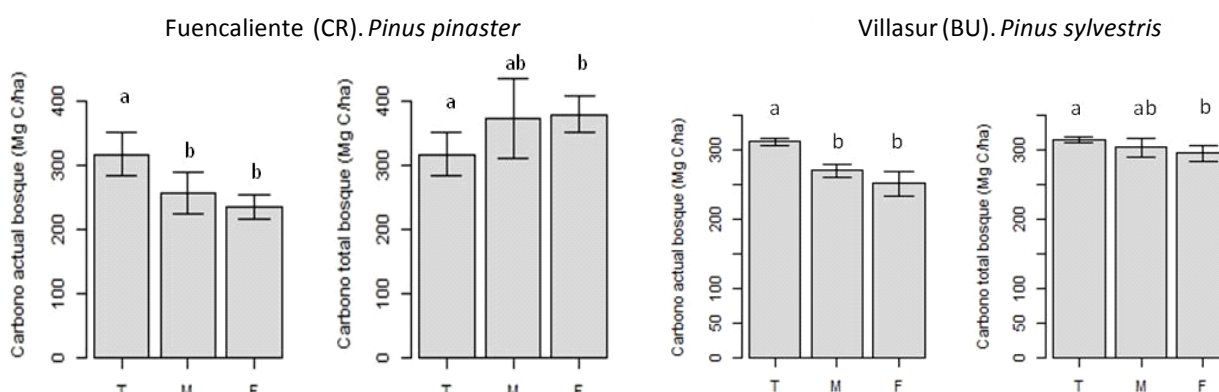 Fuencaliente (CR). Pinus pinaster
Villasur (BU). Pinus sylvestris
Carbono actual bosque (Mg C/ha)
0 100 200 300 400
a b b
T M F
Carbono total bosque (Mg C/ha)
0 100 200 300 400
a ab b
T M F
Carbono actual bosque (Mg C/ha)
0 50 100 300
a b b
T M F
Carbono total bosque (Mg C/ha)
0 50 100 300
a ab b
T M F